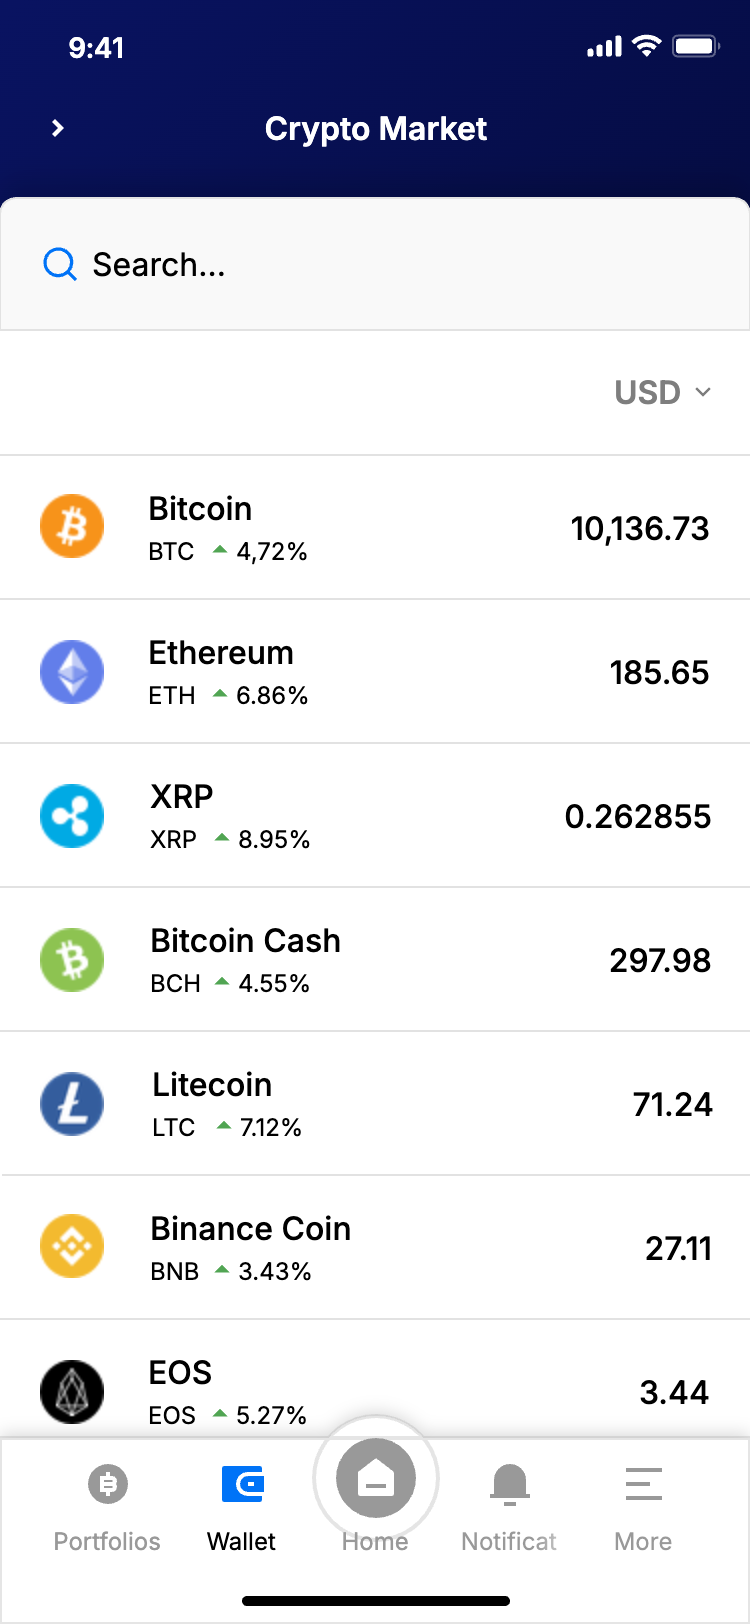 9:41
Crypto Market
Search...
USD
Bitcoin
10,136.73
BTC 4,72%
Ethereum
185.65
ETH 6.86%
XRP
0.262855
XRP 8.95%
Bitcoin Cash
297.98
BCH 4.55%
Litecoin
71.24
LTC 7.12%
Binance Coin
27.11
BNB 3.43%
EOS
3.44
EOS 5.27%
Portfolios Wallet Home Notificat More